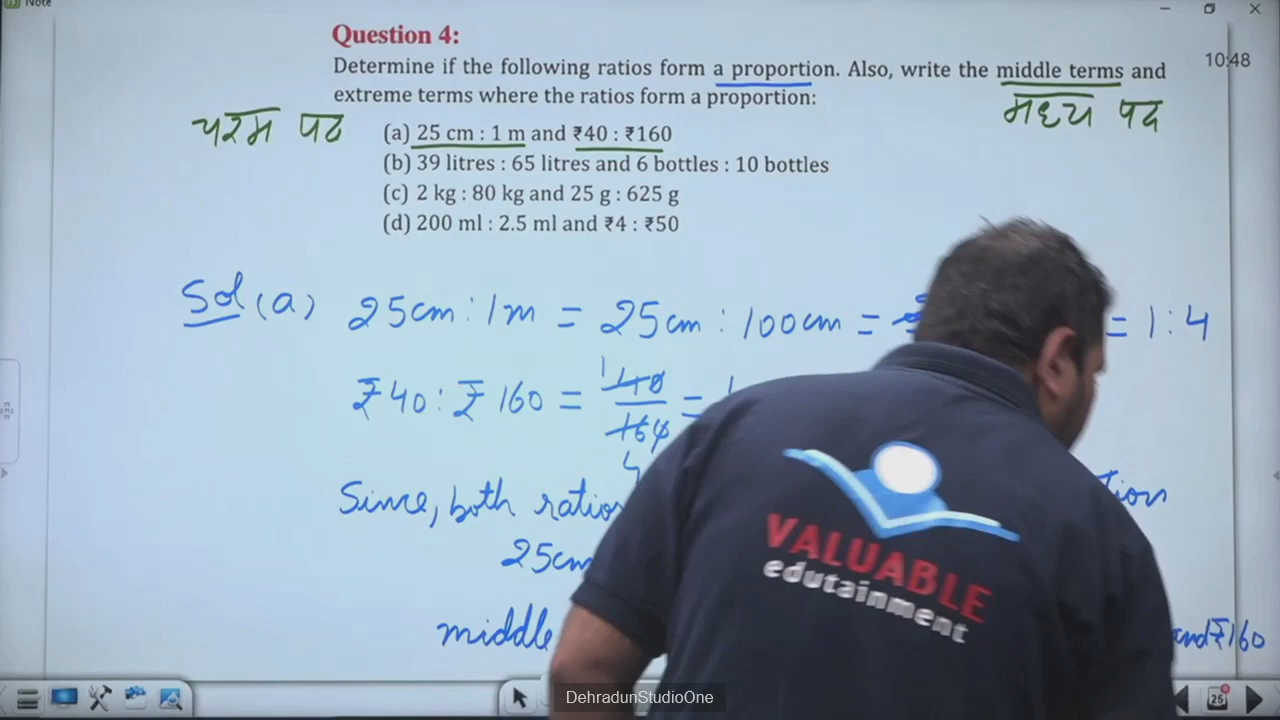 Note
Question 4:
10:48
Determine if the following ratios form a proportion. Also, write the middle terms and
extreme terms where the ratios form a proportion:
चरम पद
मध्य पद
(a) 25 cm : 1 m and ₹40 : ₹160
(b) 39 litres : 65 litres and 6 bottles : 10 bottles
(c) 2 kg : 80 kg and 25 g : 625 g
(d) 200 ml : 2.5 ml and ₹4 : ₹50
Sol (a) 25cm : 1m = 25cm : 100cm = = 1 : 4
₹40 : ₹160 = 40/160 =
1
4
Since, both
25cm
middle and ₹160
VALUABLE
edutainment
DehradunStudioOne
25